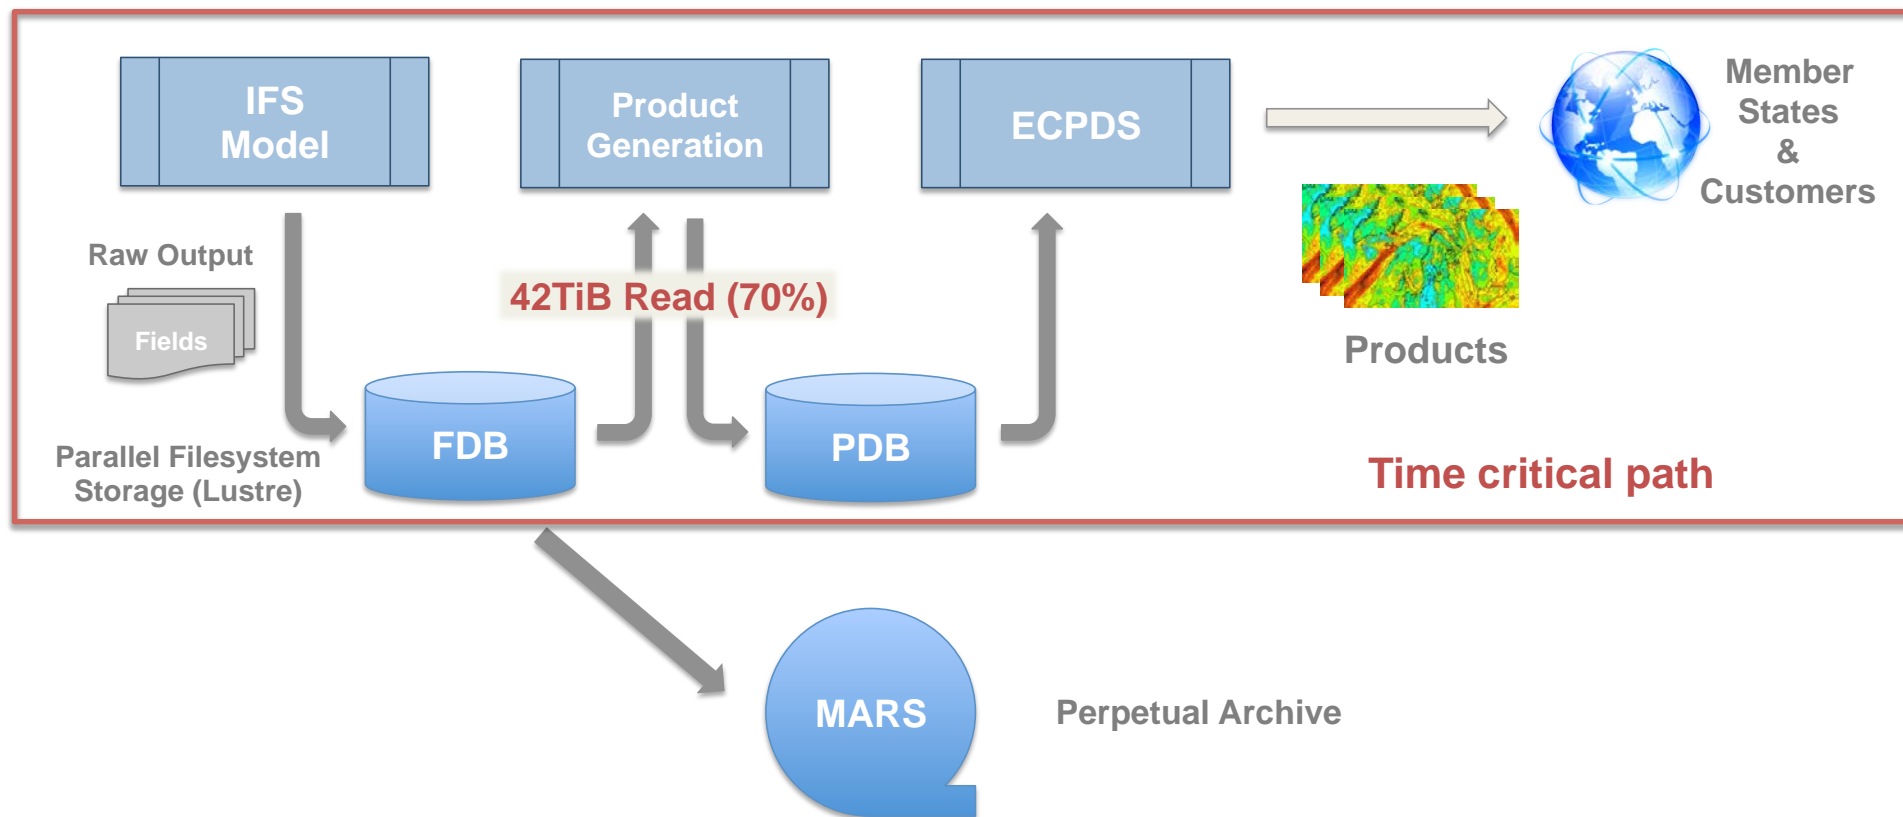 IFS
Model
Product
Generation
ECPDS
Member
States
&
Customers
Raw Output
Fields
42TiB Read (70%)
Products
FDB
PDB
Parallel Filesystem
Storage (Lustre)
Time critical path
MARS
Perpetual Archive